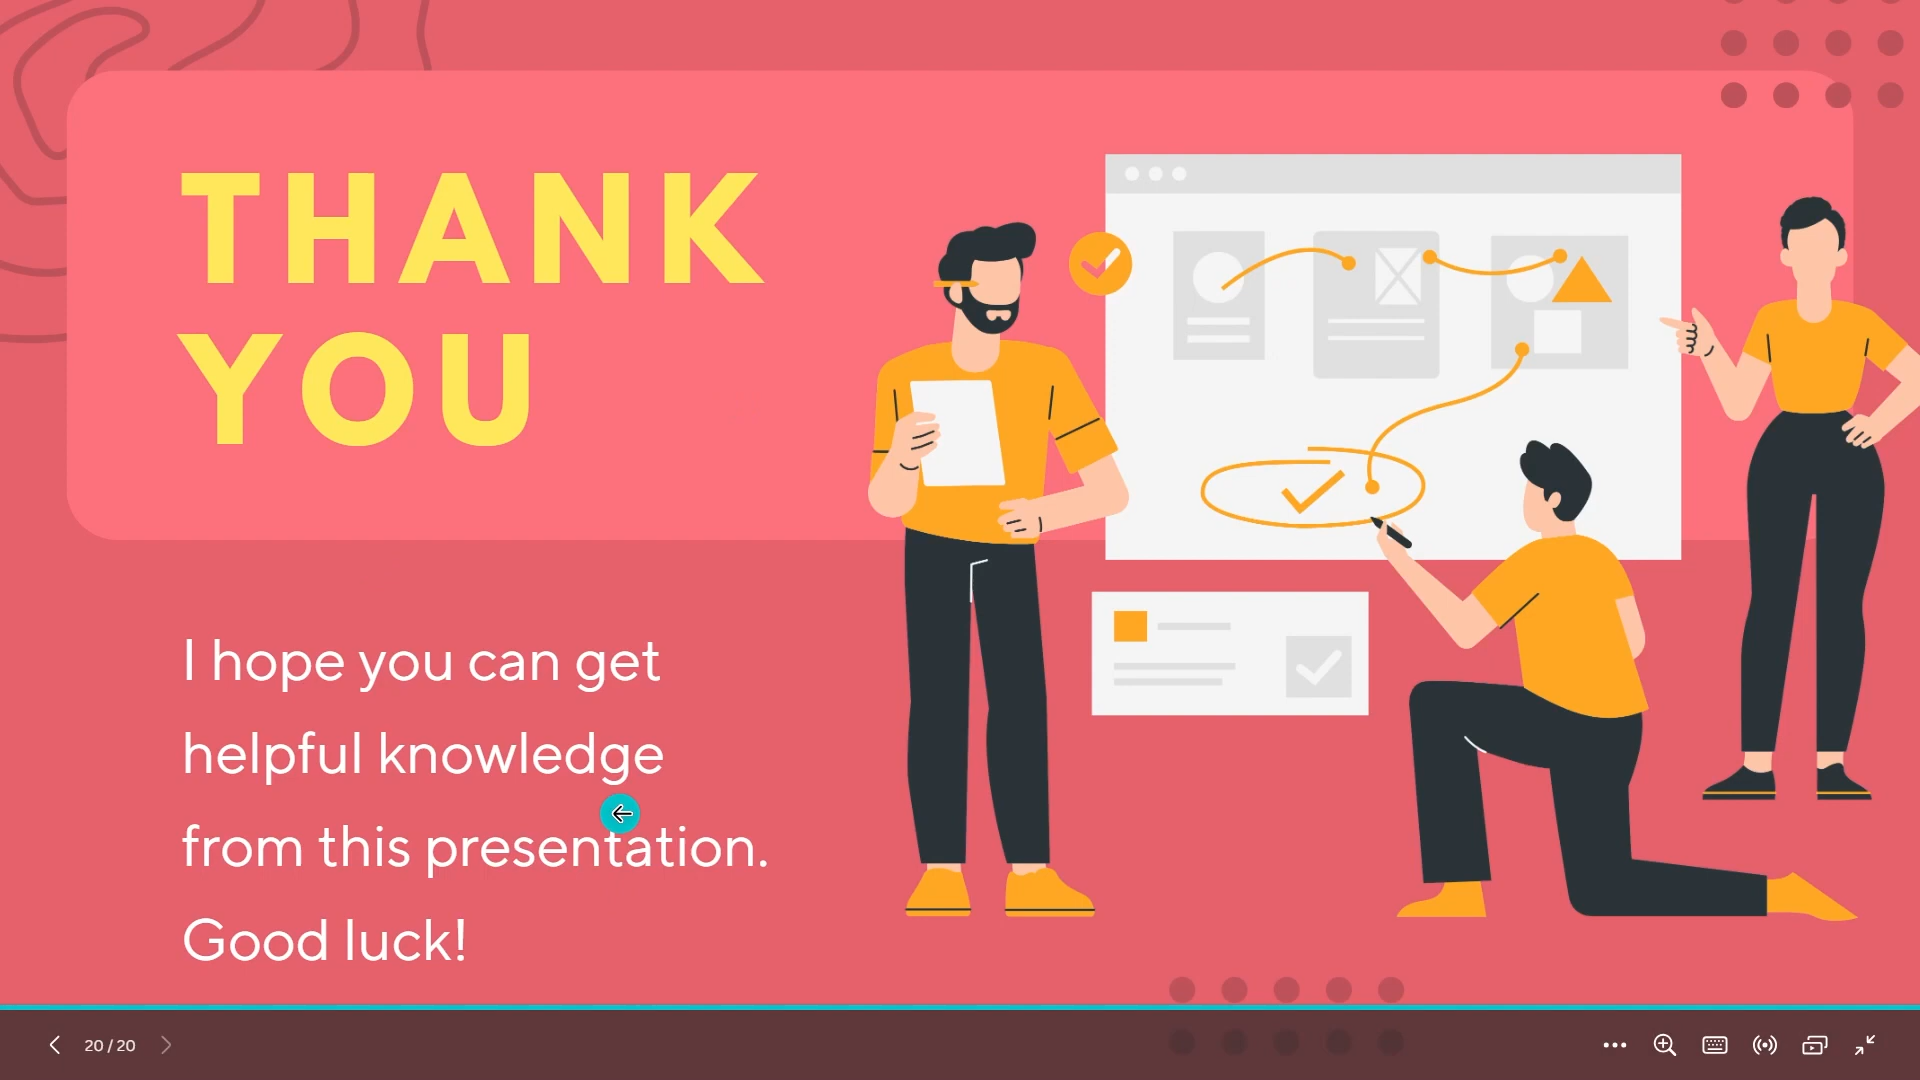 THANK
YOU
I hope you can get
helpful knowledge
from this presentation.
Good luck!
20 / 20